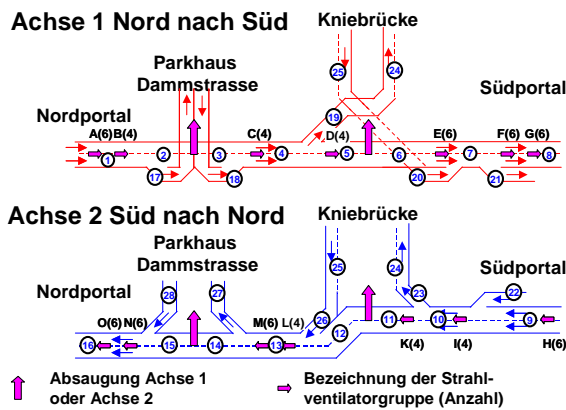 Achse 1 Nord nach Süd
Kniebrücke
Parkhaus
Dammstrasse
Südportal
Nordportal
25
24
19
A(6) B(4)
C(4)
D(4)
E(6)
F(6)
G(6)
1
2
3
4
5
6
7
8
17
18
20
21
Achse 2 Süd nach Nord
Kniebrücke
Parkhaus
Dammstrasse
Südportal
Nordportal
25
24
28
27
23
22
26
O(6) N(6)
M(6) L(4)
12
11
10
9
16
15
14
13
K(4)
I(4)
H(6)
Absaugung Achse 1
oder Achse 2
Bezeichnung der Strahl-
ventilatorgruppe (Anzahl)